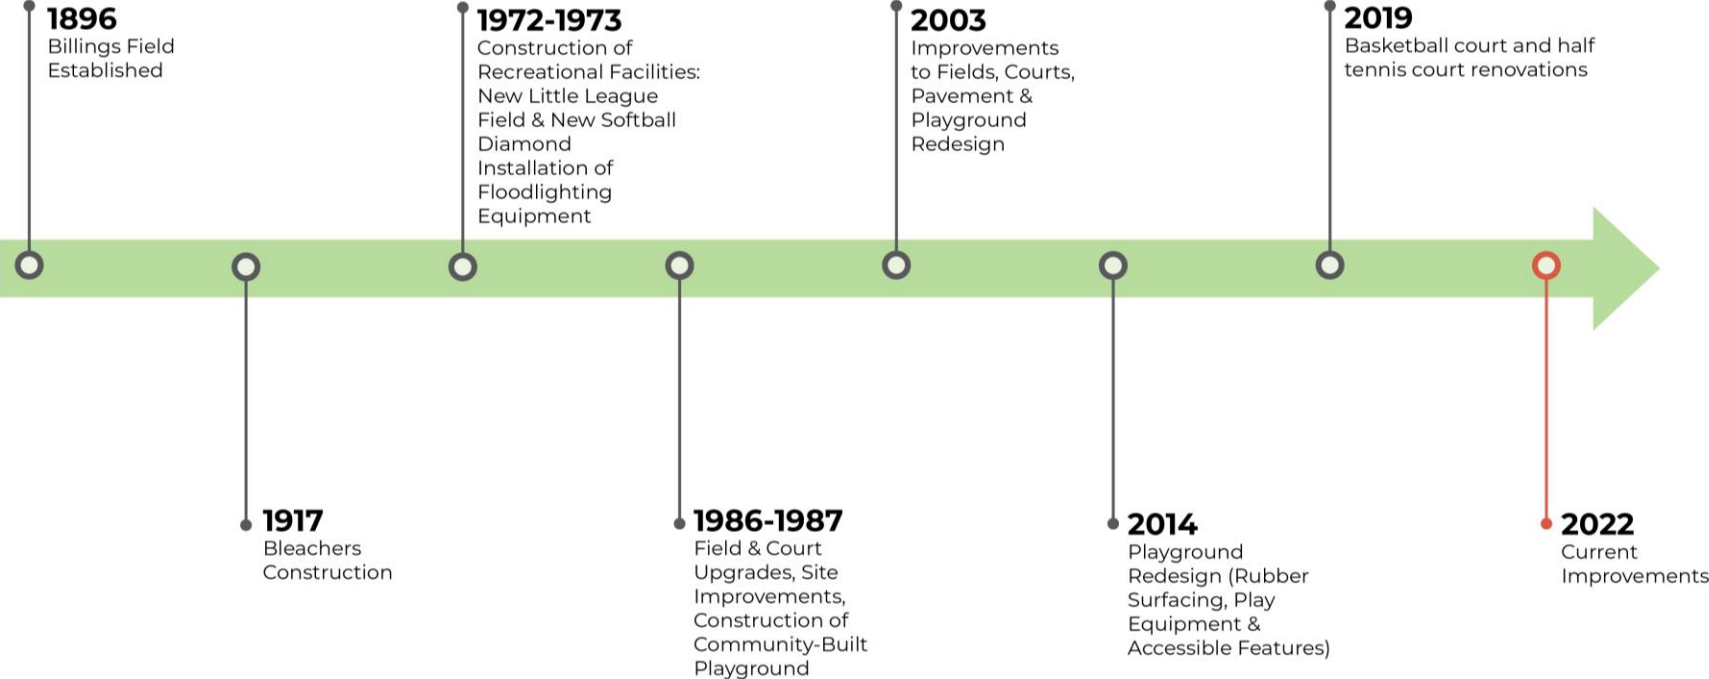 1896
Billings Field
Established
1972-1973
Construction of
Recreational Facilities:
New Little League
Field & New Softball
Diamond
Installation of
Floodlighting
Equipment
2003
Improvements
to Fields, Courts,
Pavement &
Playground
Redesign
2019
Basketball court and half
tennis court renovations
1917
Bleachers
Construction
1986-1987
Field & Court
Upgrades, Site
Improvements,
Construction of
Community-Built
Playground
2014
Playground
Redesign (Rubber
Surfacing, Play
Equipment &
Accessible Features)
2022
Current
Improvements